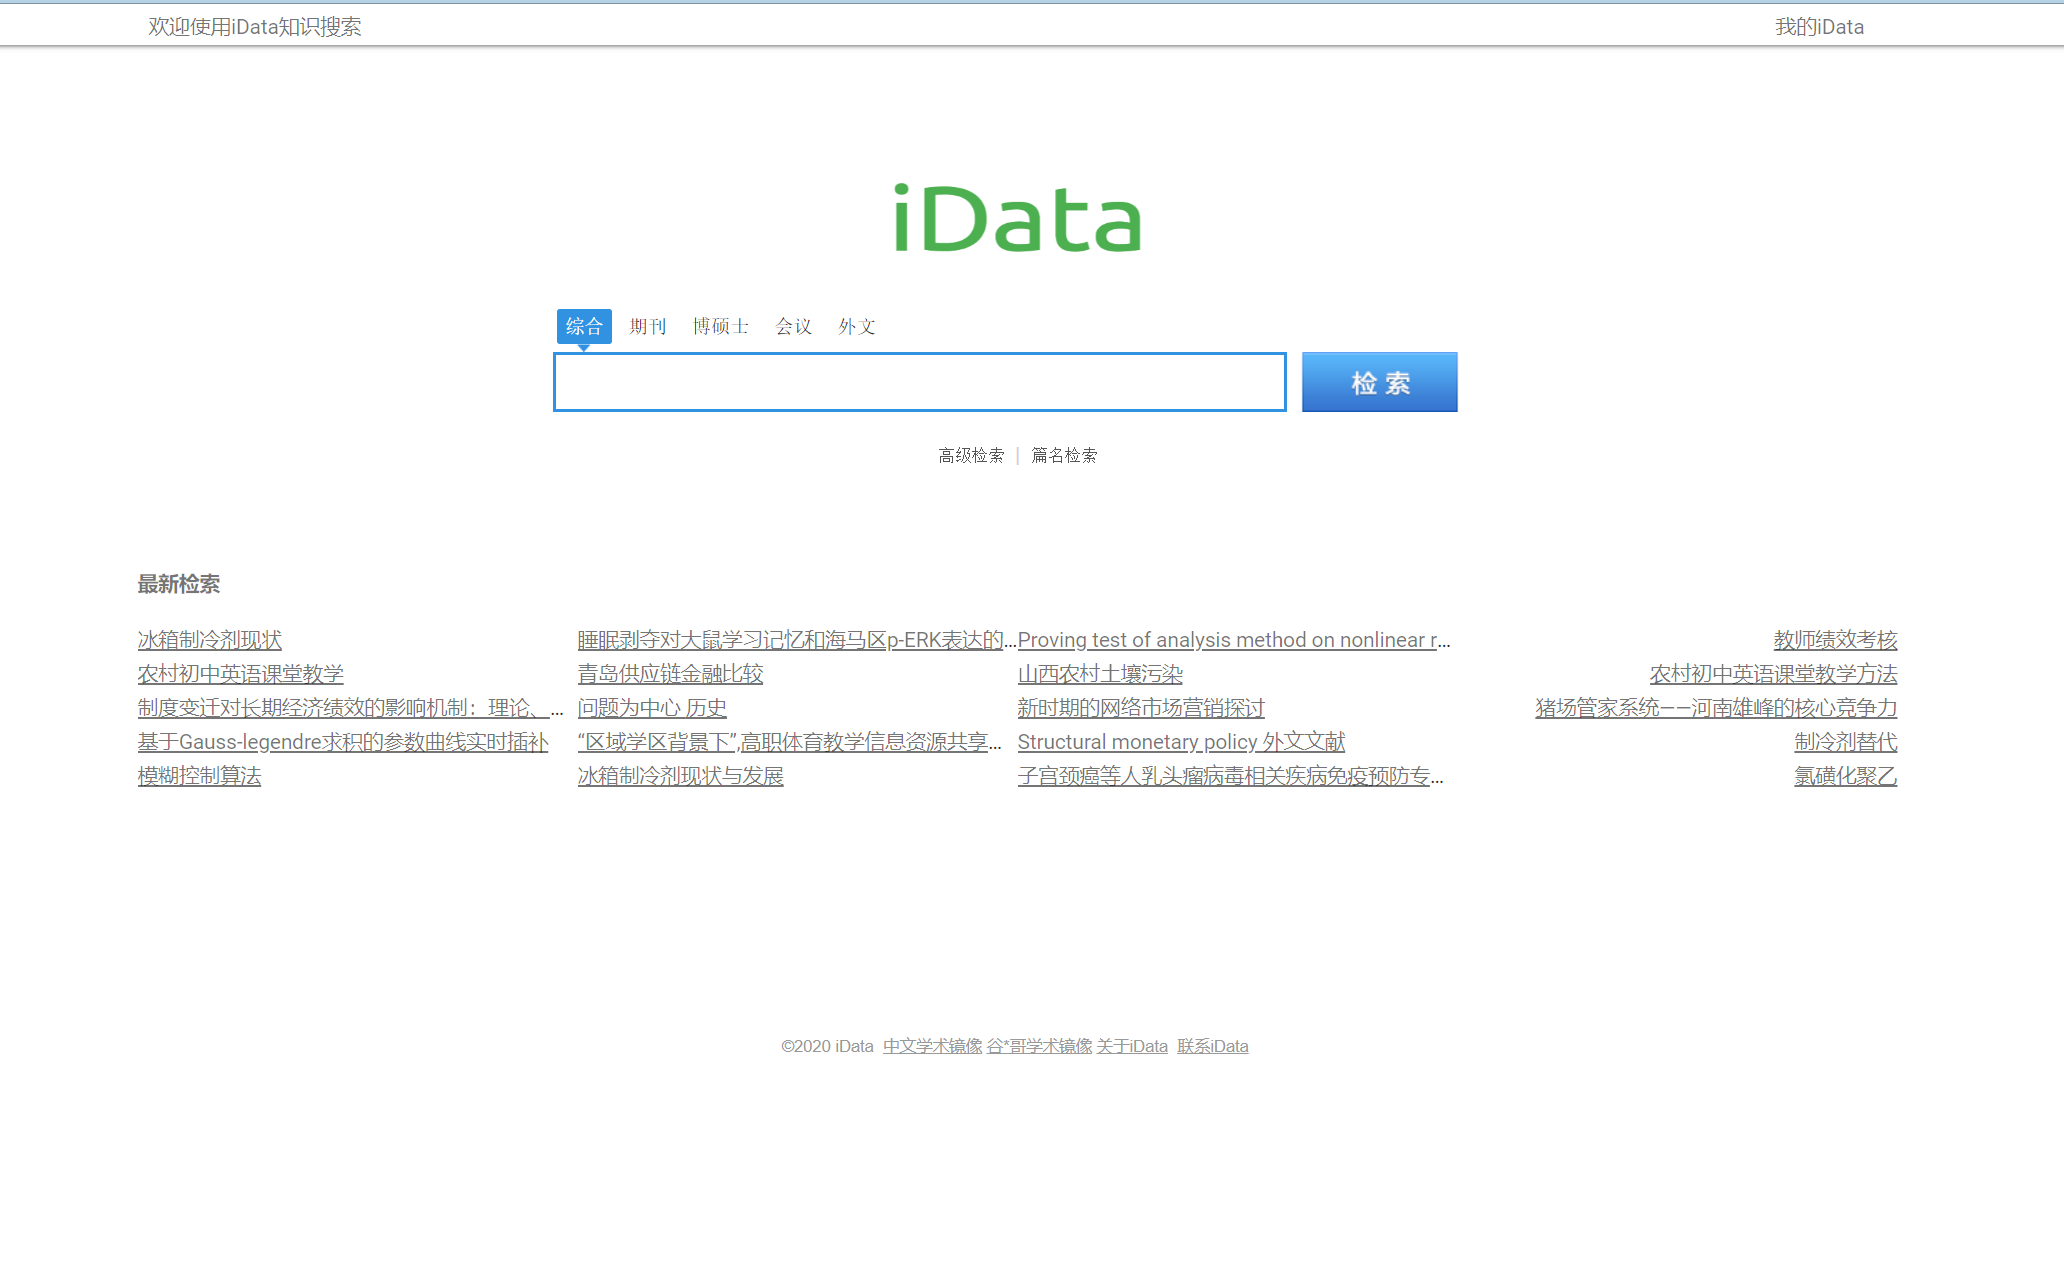 欢迎使用iData知识搜索 我的iData
iData
综合 期刊 博硕士 会议 外文
检 索
高级检索 | 篇名检索
最新检索
冰箱制冷剂现状 睡眠剥夺对大鼠学习记忆和海马区p-ERK表达的... Proving test of analysis method on nonlinear r... 教师绩效考核
农村初中英语课堂教学 青岛供应链金融比较 山西农村土壤污染 农村初中英语课堂教学方法
制度变迁对长期经济绩效的影响机制：理论、... 问题为中心 历史 新时期的网络市场营销探讨 猪场管家系统——河南雄峰的核心竞争力
基于Gauss-legendre求积的参数曲线实时插补 “区域学区背景下”,高职体育教学信息资源共享... Structural monetary policy 外文文献 制冷剂替代
模糊控制算法 冰箱制冷剂现状与发展 子宫颈癌等人乳头瘤病毒相关疾病免疫预防专... 氯磺化聚乙
©2020 iData 中文学术镜像 谷*哥学术镜像 关于iData 联系iData